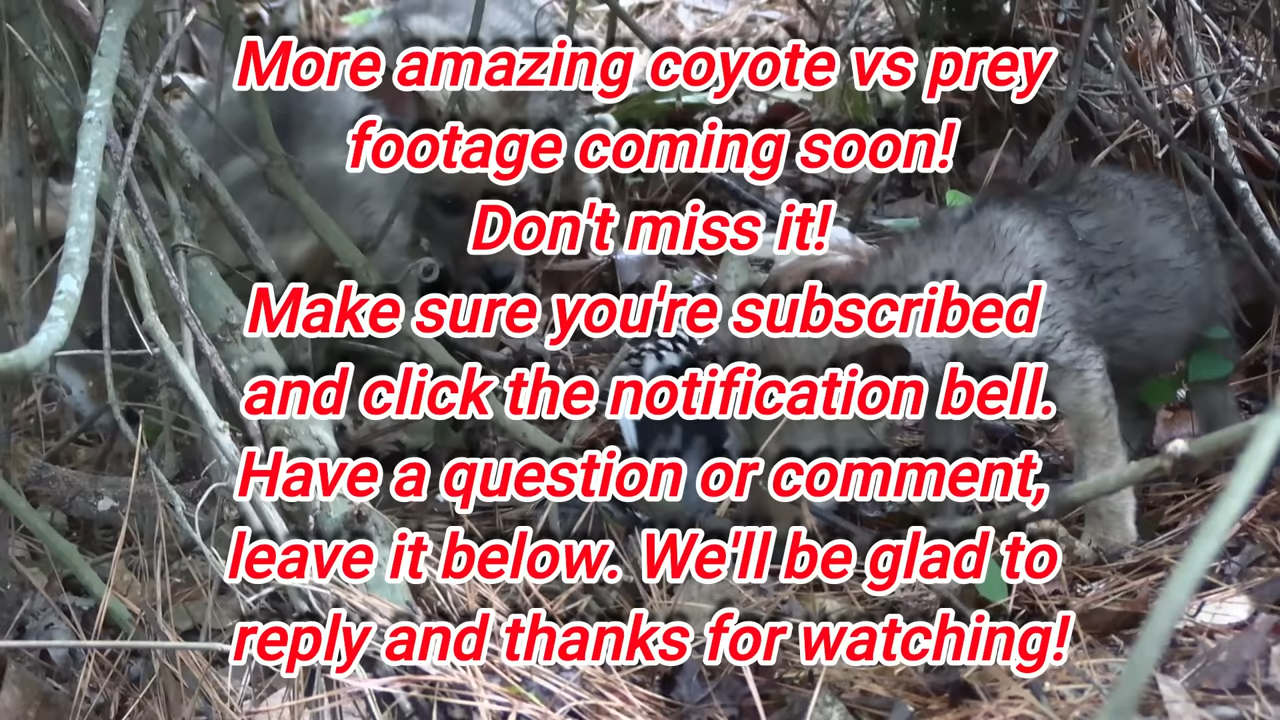 More amazing coyote vs prey
footage coming soon!
Don't miss it!
Make sure you're subscribed
and click the notification bell.
Have a question or comment,
leave it below. We'll be glad to
reply and thanks for watching!